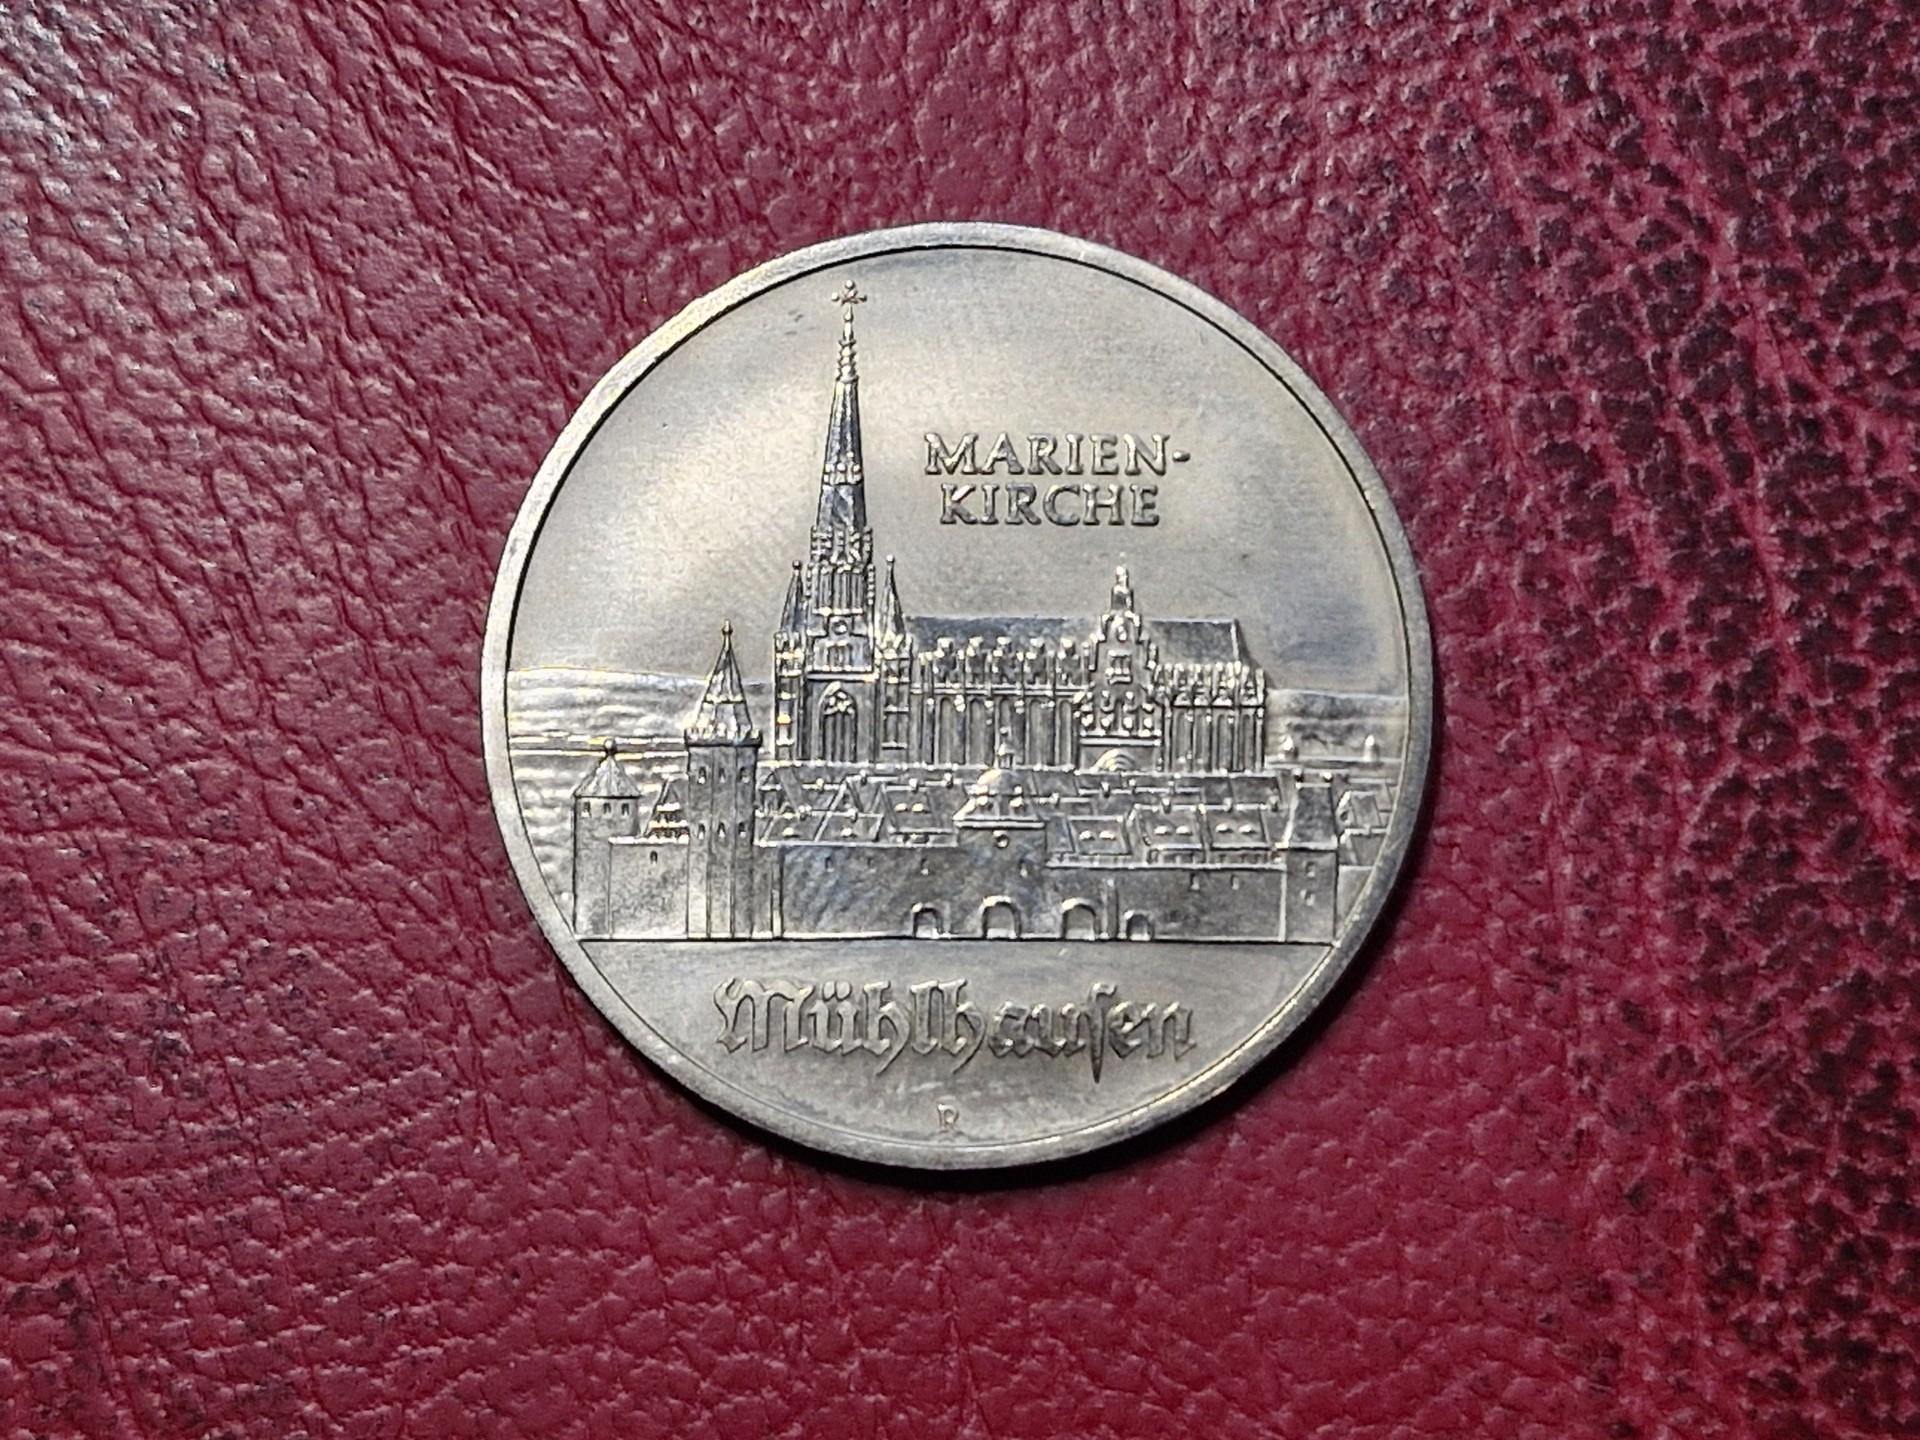 MARIEN-
KIRCHE
Mühlhausen
R